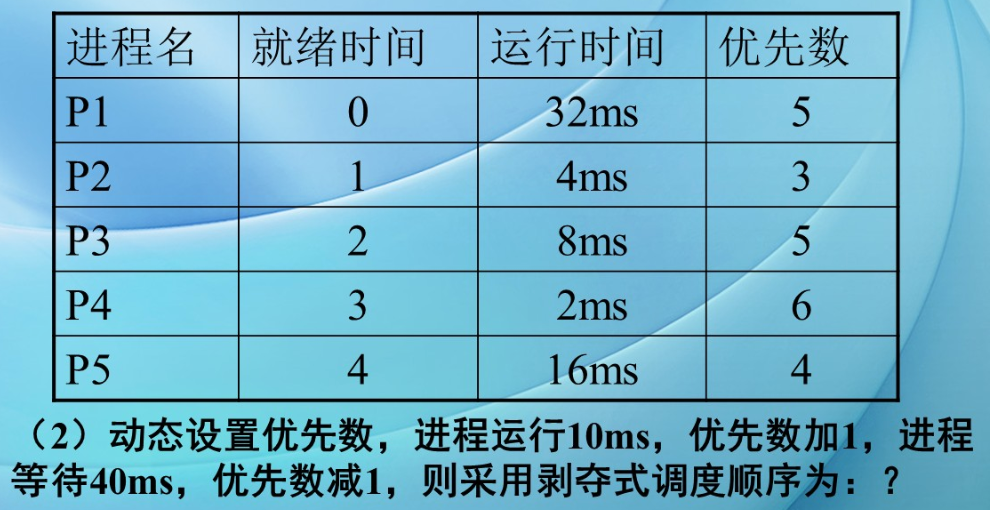 进程名 就绪时间 运行时间 优先数
P1 0 32ms 5
P2 1 4ms 3
P3 2 8ms 5
P4 3 2ms 6
P5 4 16ms 4
（2）动态设置优先数，进程运行10ms，优先数加1，进程
等待40ms，优先数减1，则采用剥夺式调度顺序为：？